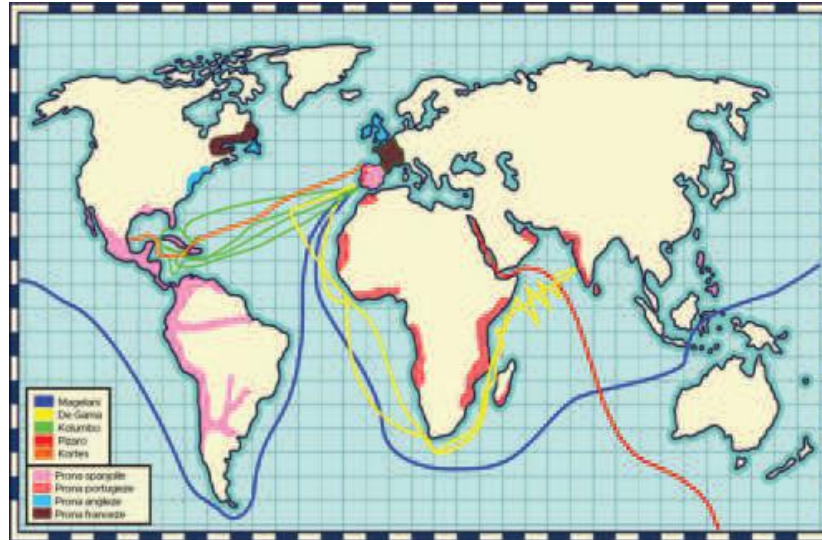 Magelani
De Gama
Kolumbo
Pizaro
Kortes
Prona spanjolle
Prona portugeze
Prona angleze
Prona franceze